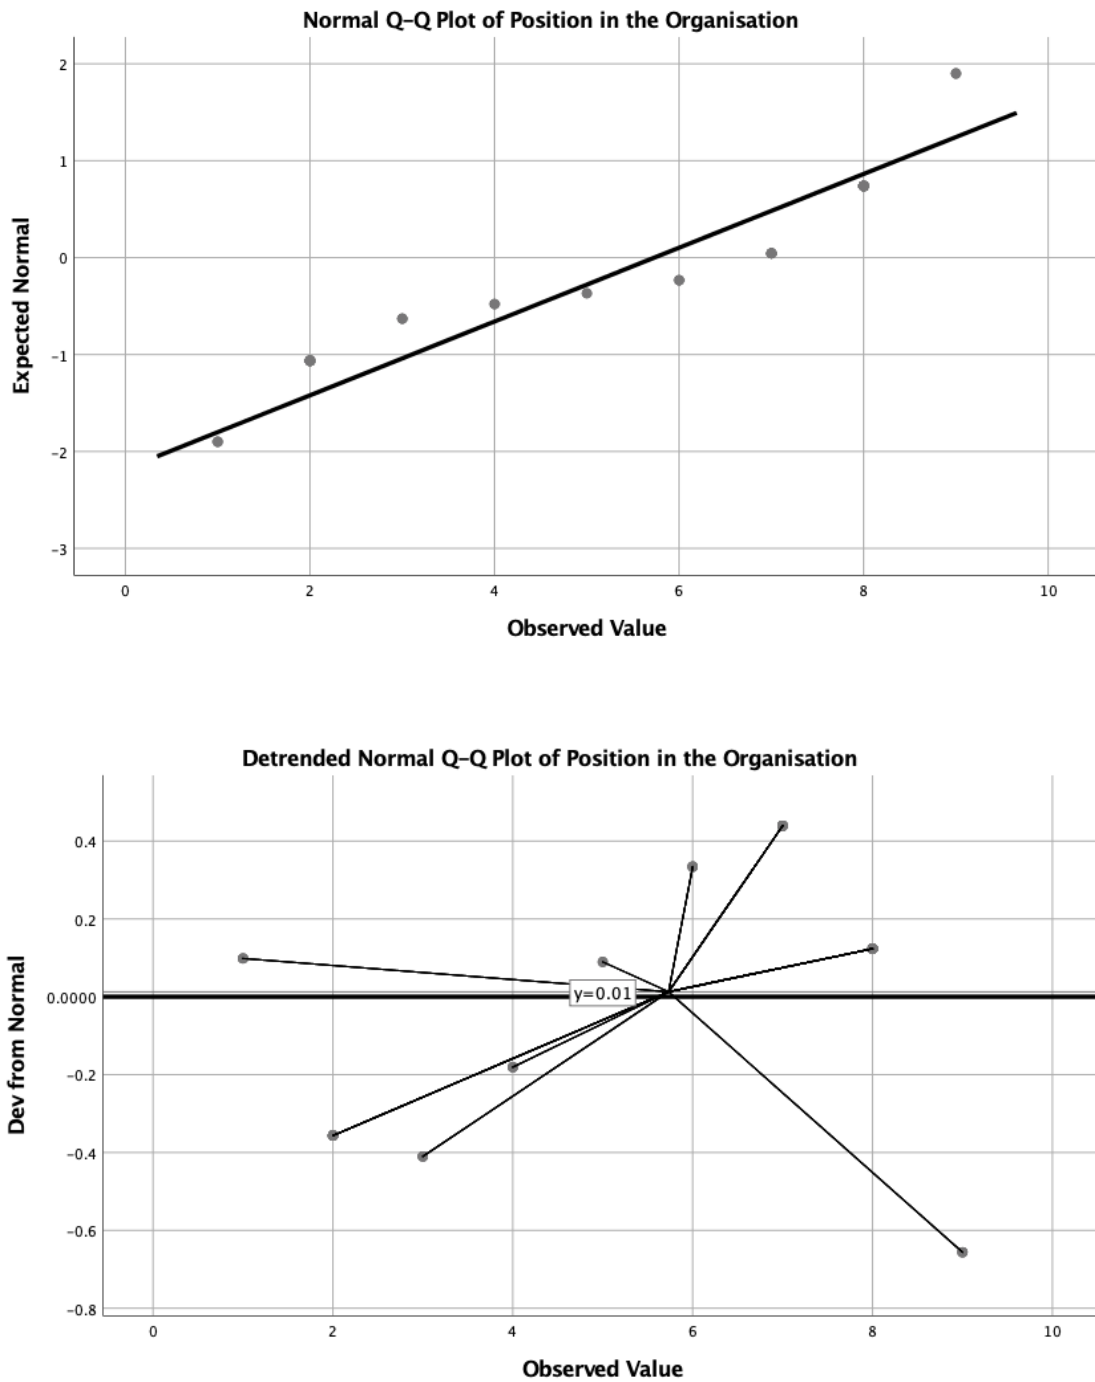 Normal Q–Q Plot of Position in the Organisation
2
1
0
−1
−2
−3
Expected Normal
0 2 4 6 8 10
Observed Value
Detrended Normal Q–Q Plot of Position in the Organisation
0.4
0.2
0.0000
−0.2
−0.4
−0.6
−0.8
Dev from Normal
y=0.01
0 2 4 6 8 10
Observed Value